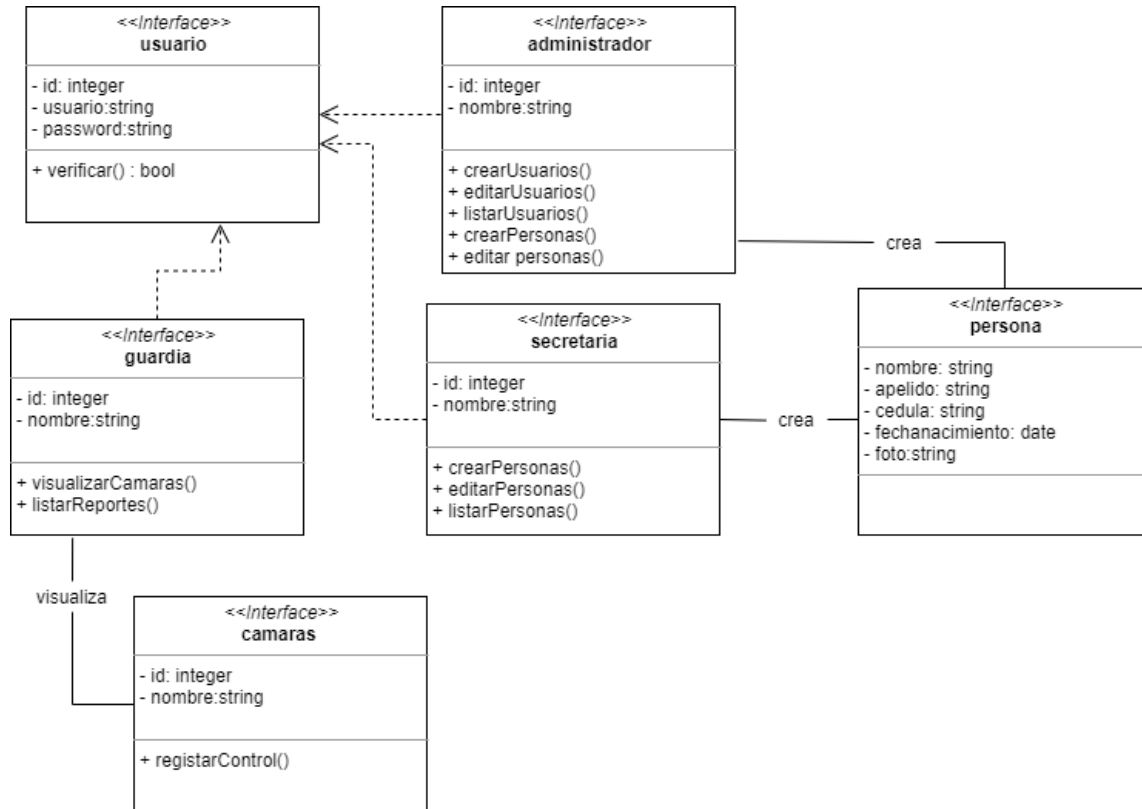 <<Interface>>
usuario
- id: integer
- usuario:string
- password:string
+ verificar() : bool
<<Interface>>
administrador
- id: integer
- nombre:string
+ crearUsuarios()
+ editarUsuarios()
+ listarUsuarios()
+ crearPersonas()
+ editar personas()
crea
<<Interface>>
guardia
- id: integer
- nombre:string
+ visualizarCamaras()
+ listarReportes()
<<Interface>>
secretaria
- id: integer
- nombre:string
+ crearPersonas()
+ editarPersonas()
+ listarPersonas()
crea
<<Interface>>
persona
- nombre: string
- apelido: string
- cedula: string
- fechanacimiento: date
- foto:string
visualiza
<<Interface>>
camaras
- id: integer
- nombre:string
+ registarControl()